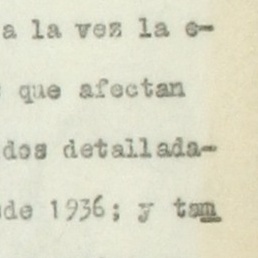 a la vez la e-
que afectan
dos detallada-
de 1936; y tam